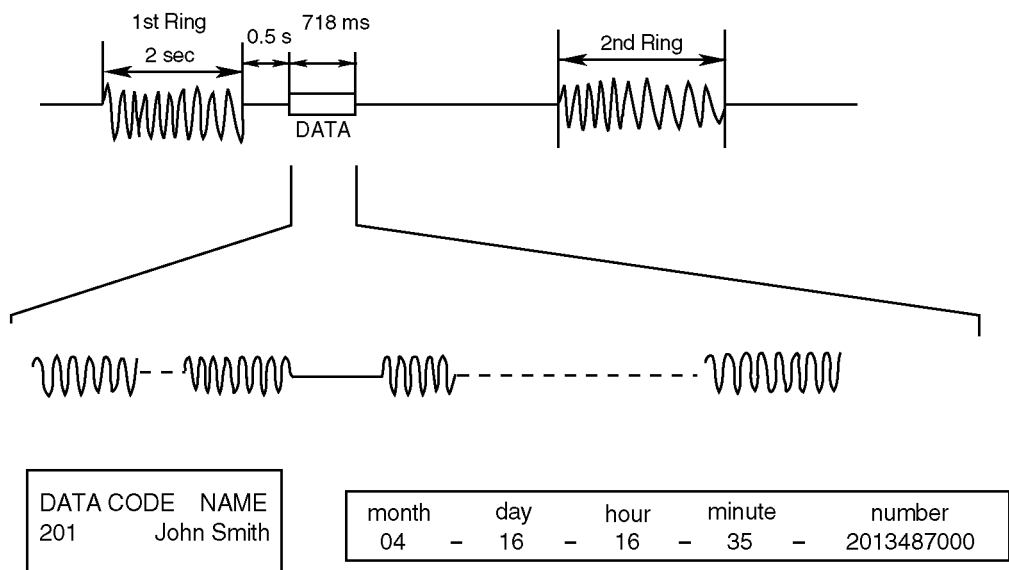 1st Ring
2 sec
0.5 s
718 ms
2nd Ring
DATA
DATA CODE NAME
201 John Smith
month day hour minute number
04 – 16 – 16 – 35 – 2013487000